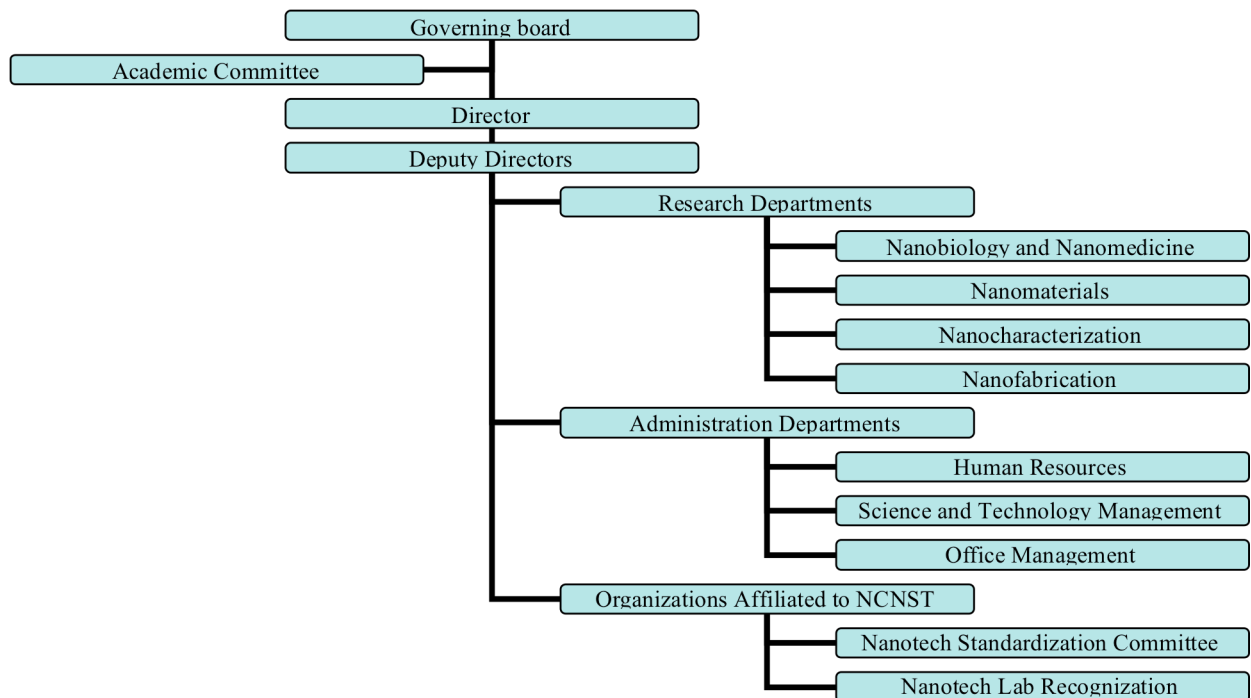 Governing board
Academic Committee
Director
Deputy Directors
Research Departments
Nanobiology and Nanomedicine
Nanomaterials
Nanocharacterization
Nanofabrication
Administration Departments
Human Resources
Science and Technology Management
Office Management
Organizations Affiliated to NCNST
Nanotech Standardization Committee
Nanotech Lab Recognization